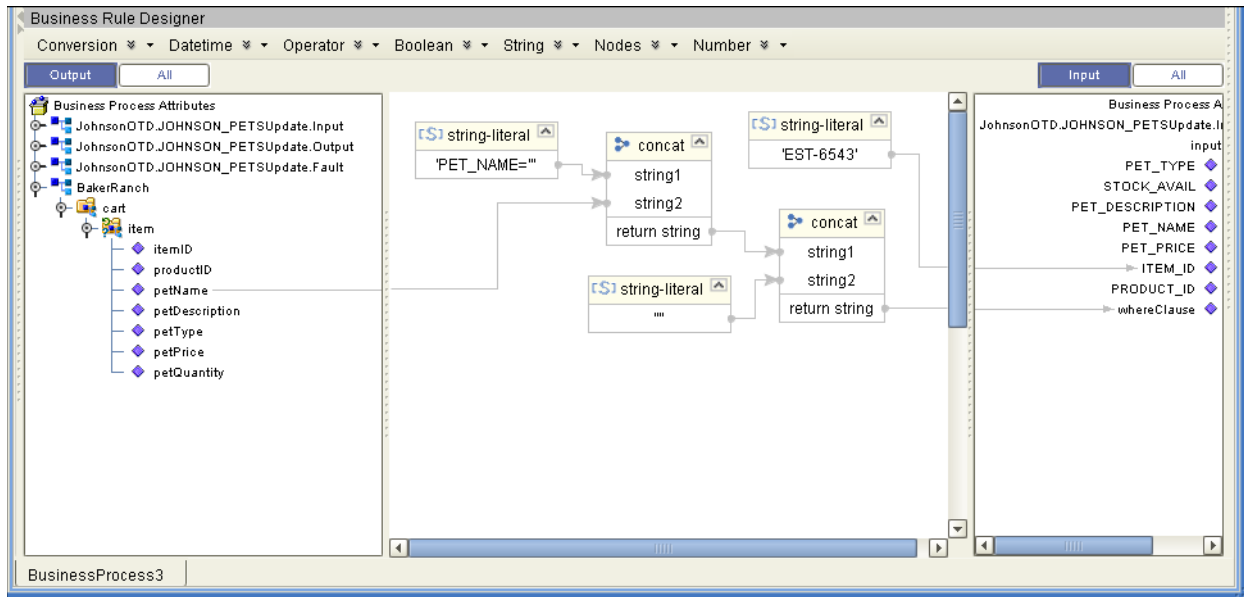 Business Rule Designer
Conversion Datetime Operator Boolean String Nodes Number
Output All Input All
Business Process Attributes
JohnsonOTD.JOHNSON_PETSUpdate.Input
JohnsonOTD.JOHNSON_PETSUpdate.Output
JohnsonOTD.JOHNSON_PETSUpdate.Fault
BakerRanch
cart
item
itemID
productID
petName
petDescription
petType
petPrice
petQuantity
[S] string-literal
'PET_NAME="'
concat
string1
string2
return string
[S] string-literal
'EST-6543'
[S] string-literal
'"'
concat
string1
string2
return string
Business Process A
JohnsonOTD.JOHNSON_PETSUpdate.I
input
PET_TYPE
STOCK_AVAIL
PET_DESCRIPTION
PET_NAME
PET_PRICE
ITEM_ID
PRODUCT_ID
whereClause
BusinessProcess3